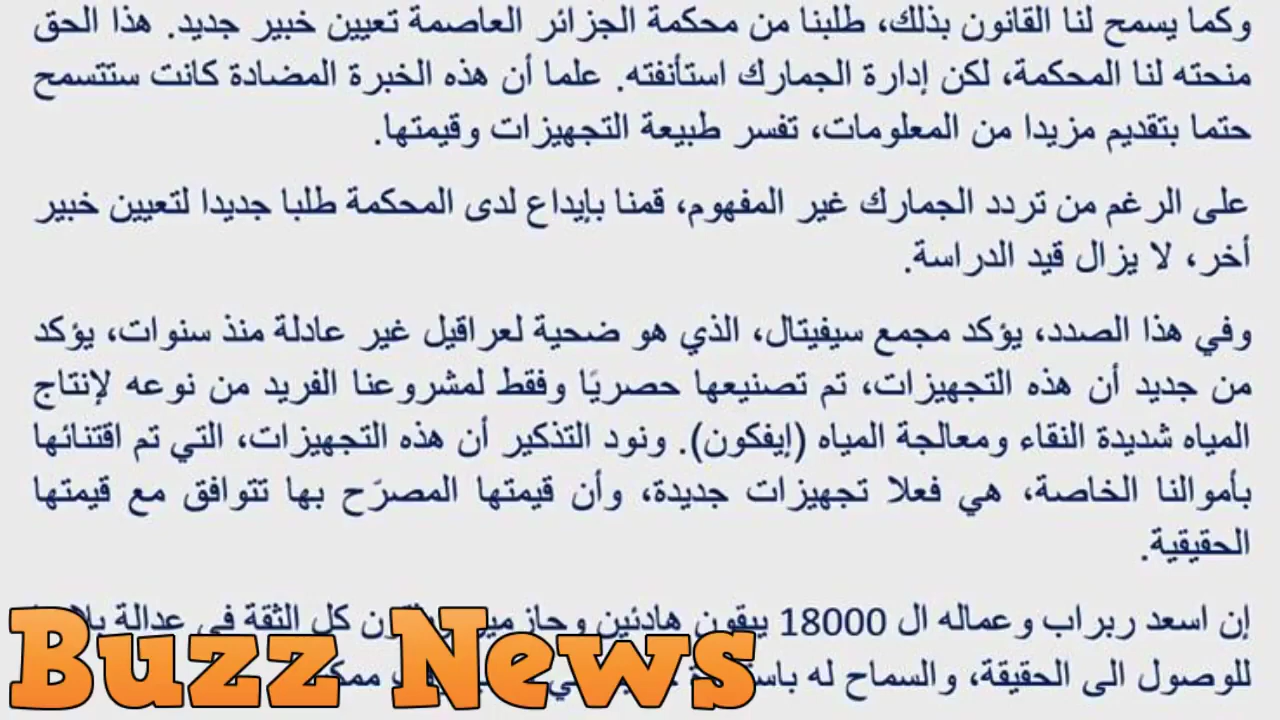 وكما يسمح لنا القانون بذلك، طلبنا من محكمة الجزائر العاصمة تعيين خبير جديد. هذا الحق
منحته لنا المحكمة، لكن إدارة الجمارك استأنفته. علما أن هذه الخبرة المضادة كانت ستتسمح
حتما بتقديم مزيدا من المعلومات، تفسر طبيعة التجهيزات وقيمتها.
على الرغم من تردد الجمارك غير المفهوم، قمنا بإيداع لدى المحكمة طلبا جديدا لتعيين خبير
أخر، لا يزال قيد الدراسة.
وفي هذا الصدد، يؤكد مجمع سيفيتال، الذي هو ضحية لعراقيل غير عادلة منذ سنوات، يؤكد
من جديد أن هذه التجهيزات، تم تصنيعها حصريًا وفقط لمشروعنا الفريد من نوعه لإنتاج
المياه شديدة النقاء ومعالجة المياه (إيفكون). ونود التذكير أن هذه التجهيزات، التي تم اقتنائها
بأموالنا الخاصة، هي فعلا تجهيزات جديدة، وأن قيمتها المصرّح بها تتوافق مع قيمتها
الحقيقية.
إن اسعد ربراب وعماله ال 18000 يبقون هادئين كل الثقة في عدالة
للوصول الى الحقيقة، والسماح له
Buzz News